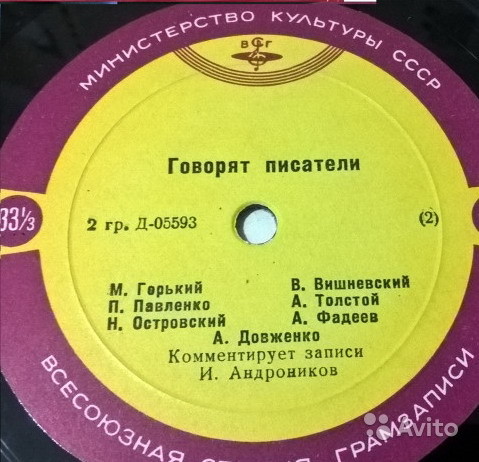 МИНИСТЕРСТВО КУЛЬТУРЫ СССР
ВСГ
Говорят писатели
33⅓
2 гр. Д-05593
(2)
М. Горький
В. Вишневский
П. Павленко
А. Толстой
Н. Островский
А. Фадеев
А. Довженко
Комментирует записи
И. Андроников
ВСЕСОЮЗНАЯ СТУДИЯ ГРАМЗАПИСИ
Avito